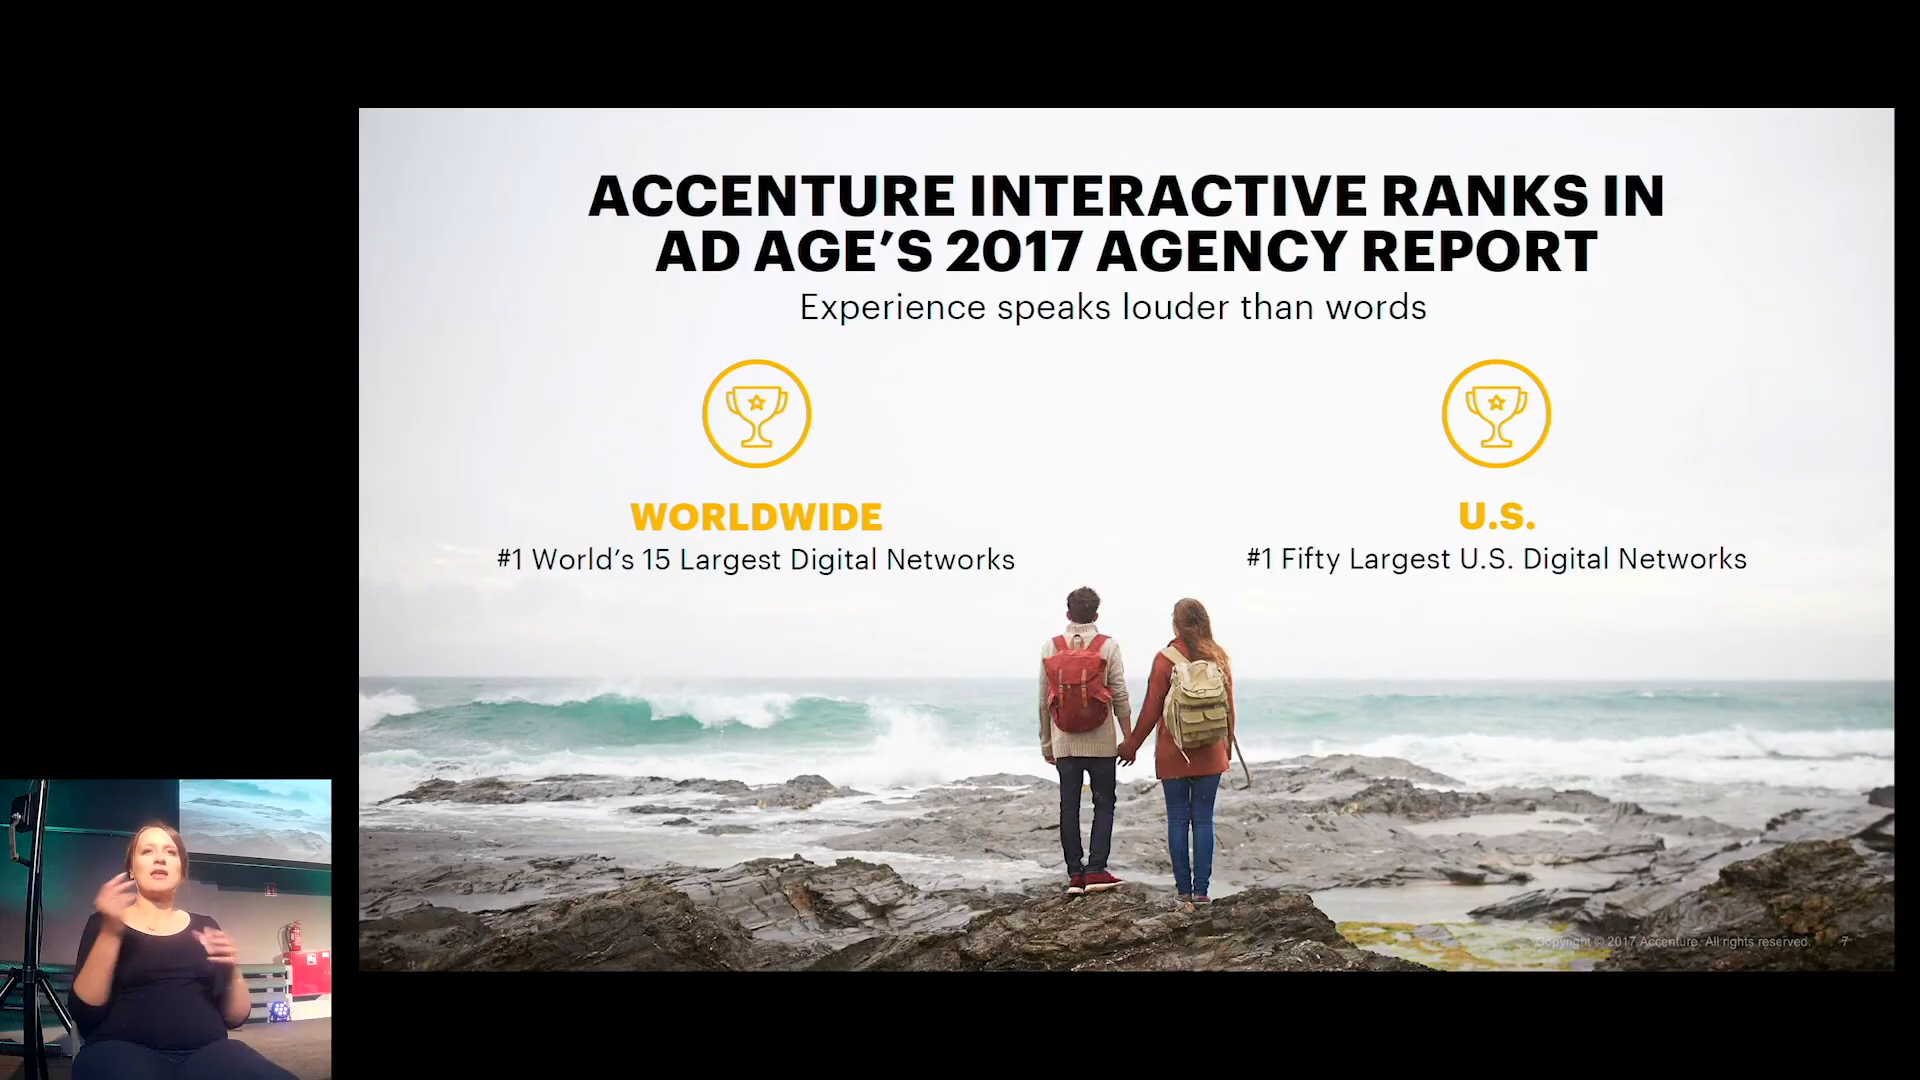 ACCENTURE INTERACTIVE RANKS IN
AD AGE’S 2017 AGENCY REPORT
Experience speaks louder than words
WORLDWIDE
#1 World’s 15 Largest Digital Networks
U.S.
#1 Fifty Largest U.S. Digital Networks
Copyright © 2017 Accenture. All rights reserved.
7